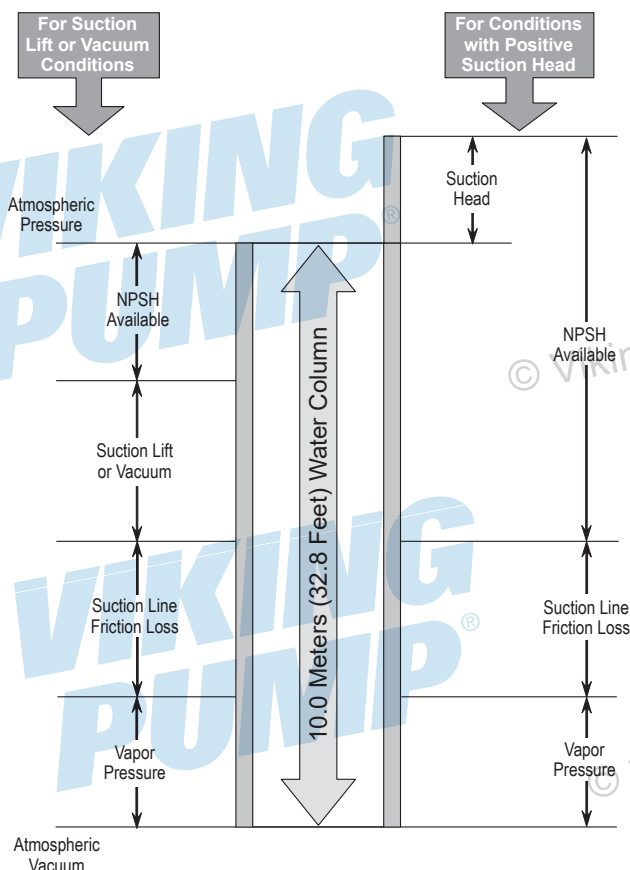 For Suction
Lift or Vacuum
Conditions
For Conditions
with Positive
Suction Head
VIKING
PUMP®
Atmospheric
Pressure
Suction
Head
NPSH
Available
NPSH
Available
© Viking
Suction Lift
or Vacuum
10.0 Meters (32.8 Feet) Water Column
VIKING
PUMP®
Suction Line
Friction Loss
Suction Line
Friction Loss
Vapor
Pressure
Vapor
Pressure
©
Atmospheric
Vacuum